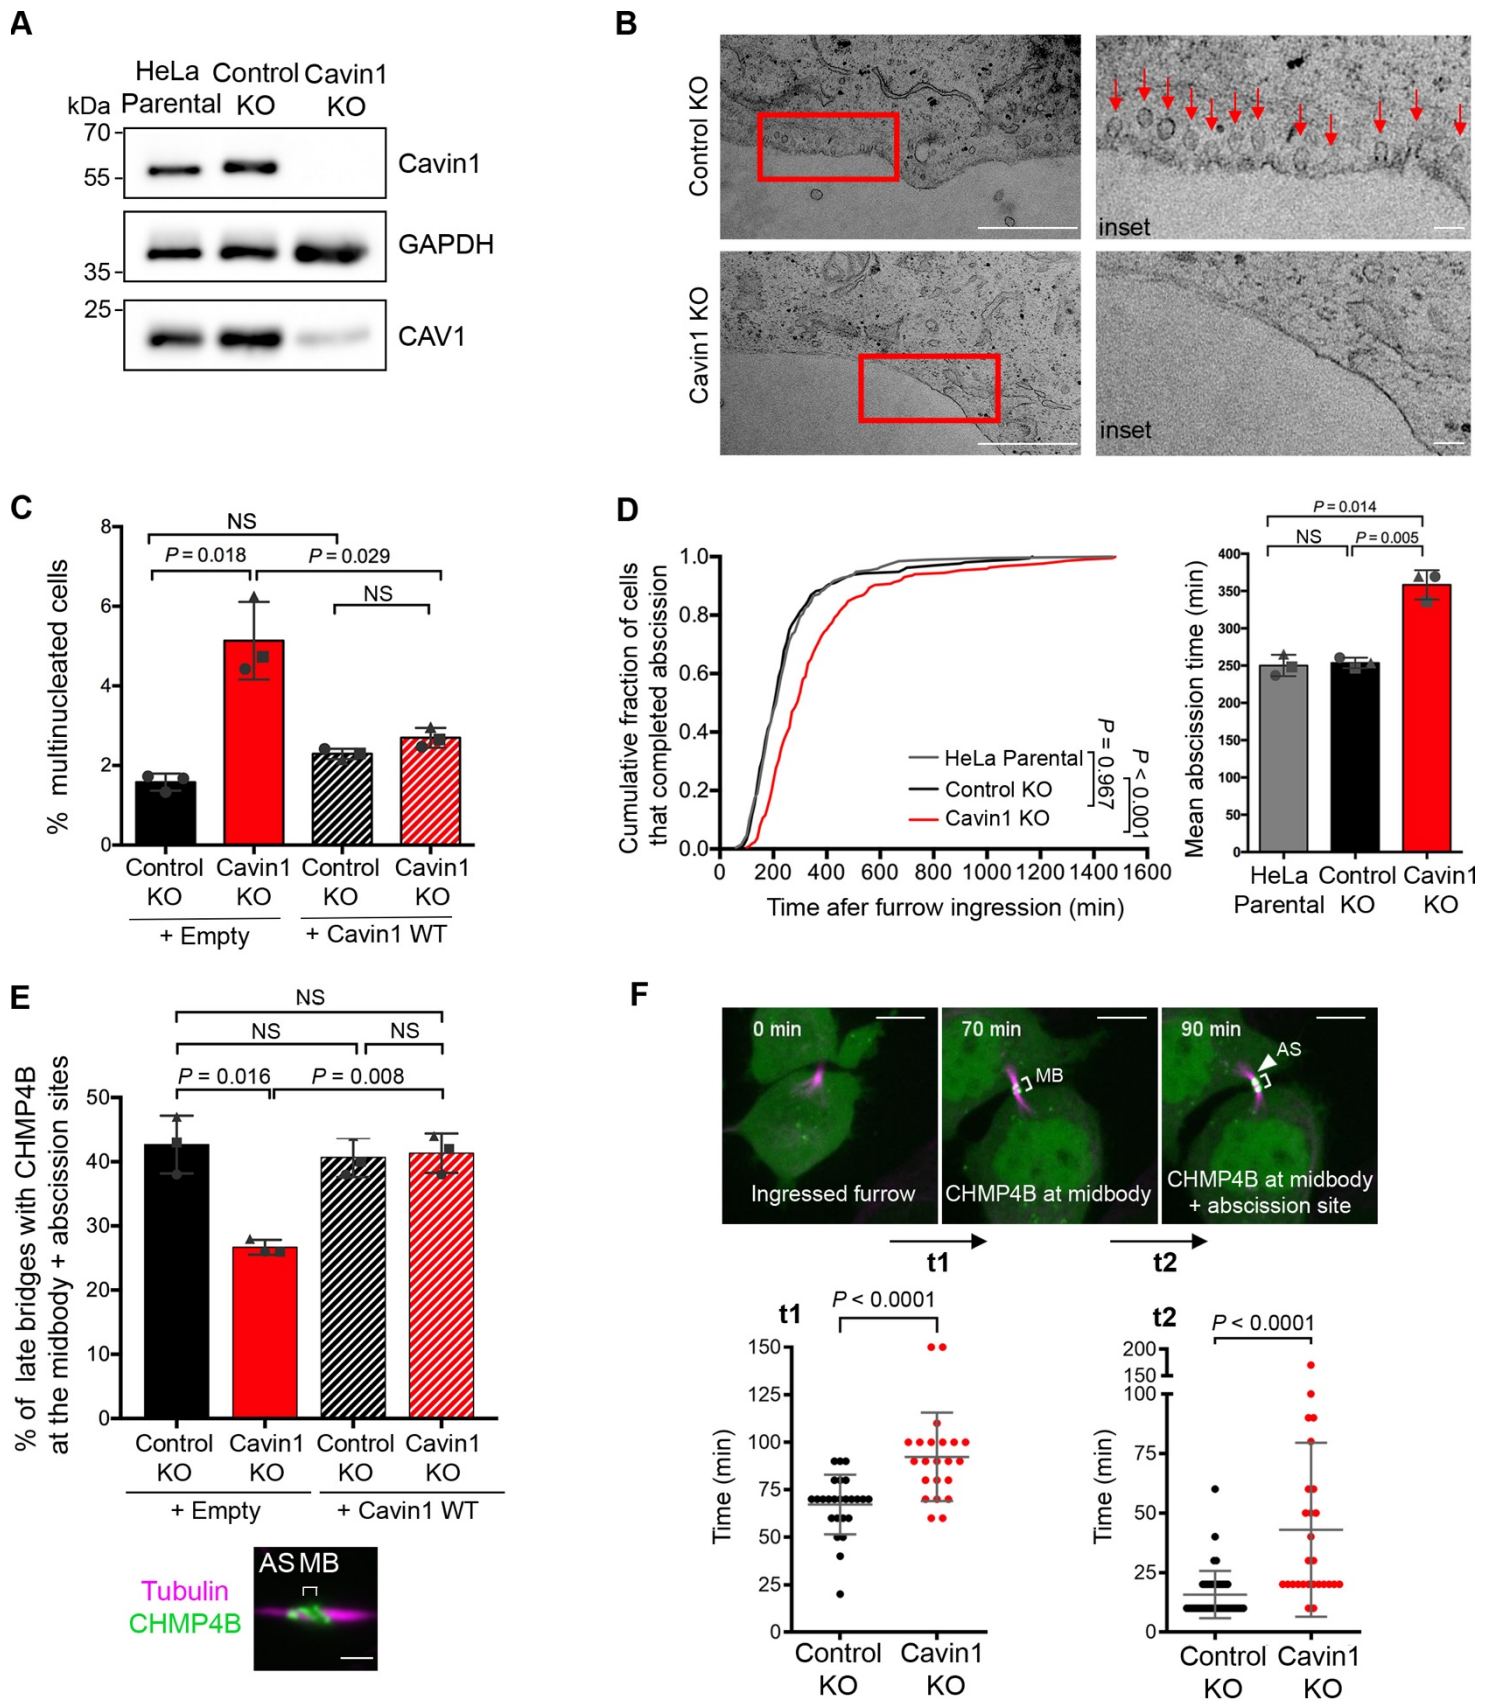 A
HeLa Control Cavin1
kDa Parental KO KO
70
55
Cavin1
GAPDH
35
25
CAV1
B
Control KO
inset
Cavin1 KO
inset
C
% multinucleated cells
8
6
4
2
0
NS
P = 0.018
P = 0.029
NS
Control KO
Cavin1 KO
Control KO
Cavin1 KO
+ Empty
+ Cavin1 WT
D
Cumulative fraction of cells
that completed abscission
1.0
0.8
0.6
0.4
0.2
0.0
0 200 400 600 800 1000 1200 1400 1600
Time afer furrow ingression (min)
HeLa Parental
Control KO
Cavin1 KO
P = 0.967
P < 0.001
Mean abscission time (min)
P = 0.014
NS
P = 0.005
400
350
300
250
200
150
100
50
0
HeLa Parental
Control KO
Cavin1 KO
E
% of late bridges with CHMP4B
at the midbody + abscission sites
NS
NS
NS
P = 0.016
P = 0.008
50
40
30
20
10
0
Control KO
Cavin1 KO
Control KO
Cavin1 KO
+ Empty
+ Cavin1 WT
AS MB
Tubulin
CHMP4B
F
0 min
Ingressed furrow
70 min
MB
CHMP4B at midbody
90 min
AS
CHMP4B at midbody
+ abscission site
t1
t2
t1
P < 0.0001
Time (min)
150
125
100
75
50
25
0
Control KO
Cavin1 KO
t2
P < 0.0001
Time (min)
200
150
100
75
50
25
0
Control KO
Cavin1 KO